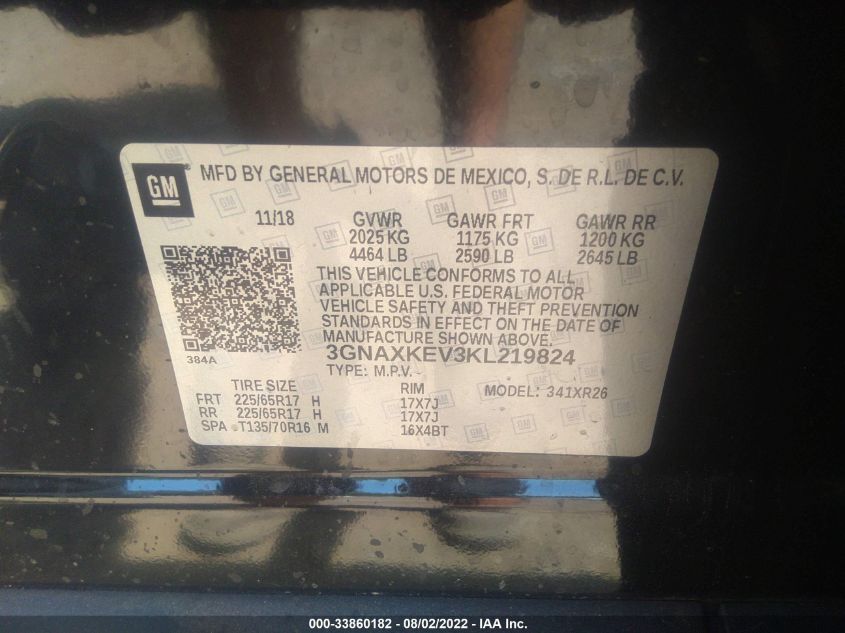 GM MFD BY GENERAL MOTORS DE MEXICO, S. DE R.L. DE C.V.
11/18 GVWR GAWR FRT GAWR RR
2025 KG 1175 KG 1200 KG
4464 LB 2590 LB 2645 LB
THIS VEHICLE CONFORMS TO ALL
APPLICABLE U.S. FEDERAL MOTOR
VEHICLE SAFETY AND THEFT PREVENTION
STANDARDS IN EFFECT ON THE DATE OF
MANUFACTURE SHOWN ABOVE.
384A 3GNAXKEV3KL219824
TYPE: M.P.V.
TIRE SIZE RIM MODEL: 341XR26
FRT 225/65R17 H 17X7J
RR 225/65R17 H 17X7J
SPA T135/70R16 M 16X4BT
000-33860182 - 08/02/2022 - IAA Inc.